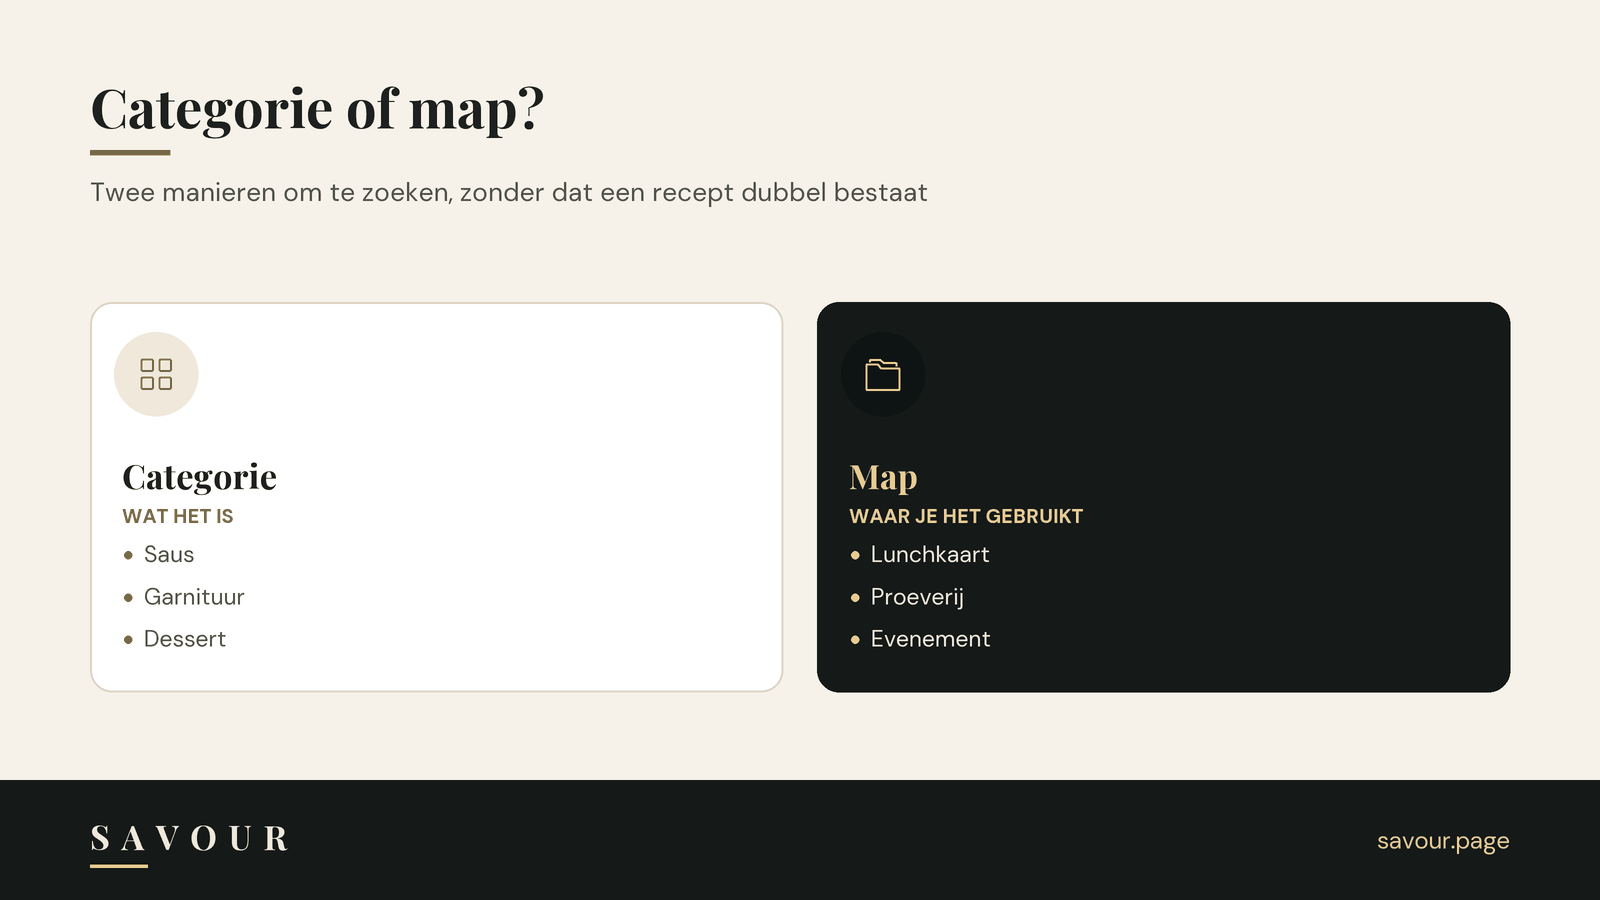 Categorie of map?
Twee manieren om te zoeken, zonder dat een recept dubbel bestaat
Categorie
WAT HET IS
Saus
Garnituur
Dessert
Map
WAAR JE HET GEBRUIKT
Lunchkaart
Proeverij
Evenement
SAVOUR
savour.page